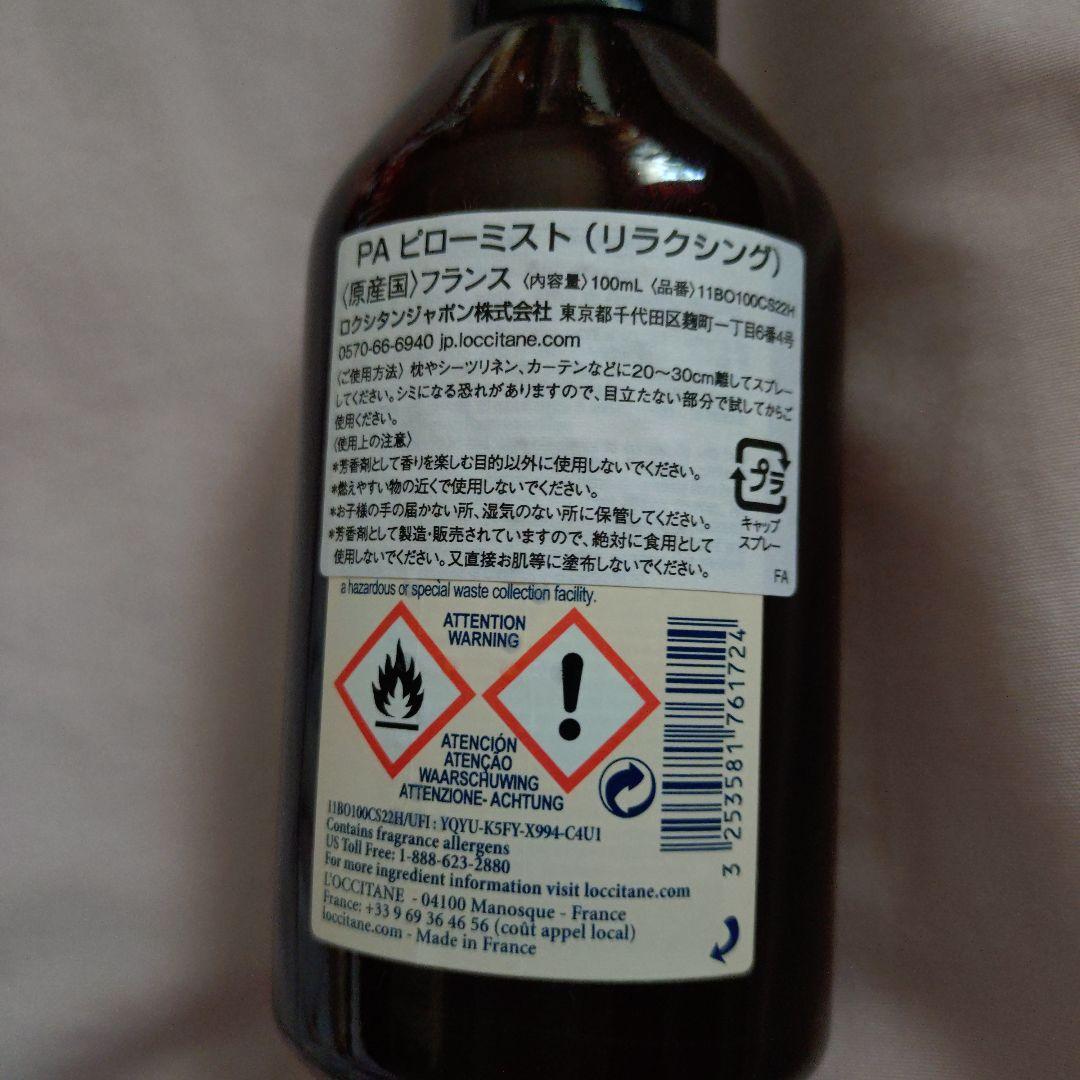 PA ピローミスト(リラクシング)
〈原産国〉フランス 〈内容量〉100mL 〈品番〉11BO100CS22H
ロクシタンジャポン株式会社 東京都千代田区麹町一丁目6番4号
0570-66-6940 jp.loccitane.com
〈ご使用方法〉枕やシーツリネン、カーテンなどに20〜30cm離してスプレー
してください。シミになる恐れがありますので、目立たない部分で試してからご
使用ください。
〈使用上の注意〉
*芳香剤として香りを楽しむ目的以外に使用しないでください。
*燃えやすい物の近くで使用しないでください。
*お子様の手の届かない所、湿気のない所に保管してください。
*芳香剤として製造・販売されていますので、絶対に食用として
使用しないでください。又直接お肌等に塗布しないでください。
プラ
キャップ
スプレー
FA
a hazardous or special waste collection facility.
ATTENTION
WARNING
ATENCIÓN
ATENÇÃO
WAARSCHUWING
ATTENZIONE- ACHTUNG
3 253581 761724
11BO100CS22H/UFI : YQYU-K5FY-X994-C4U1
Contains fragrance allergens
US Toll Free: 1-888-623-2880
For more ingredient information visit loccitane.com
L'OCCITANE - 04100 Manosque - France
France: +33 9 69 36 46 56 (coût appel local)
loccitane.com - Made in France